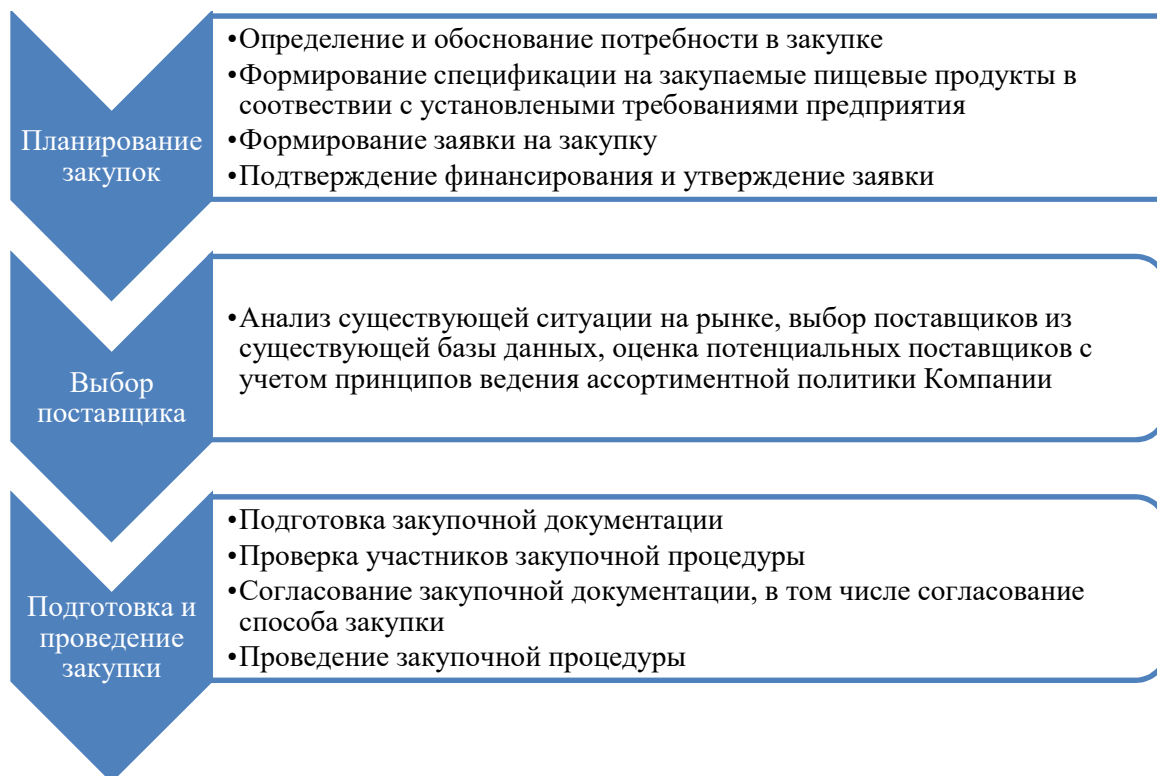 Планирование
закупок
•Определение и обоснование потребности в закупке
•Формирование спецификации на закупаемые пищевые продукты в
соотвествии с установлеными требованиями предприятия
•Формирование заявки на закупку
•Подтверждение финансирования и утверждение заявки
Выбор
поставщика
•Анализ существующей ситуации на рынке, выбор поставщиков из
существующей базы данных, оценка потенциальных поставщиков с
учетом принципов ведения ассортиментной политики Компании
Подготовка и
проведение
закупки
•Подготовка закупочной документации
•Проверка участников закупочной процедуры
•Согласование закупочной документации, в том числе согласование
способа закупки
•Проведение закупочной процедуры